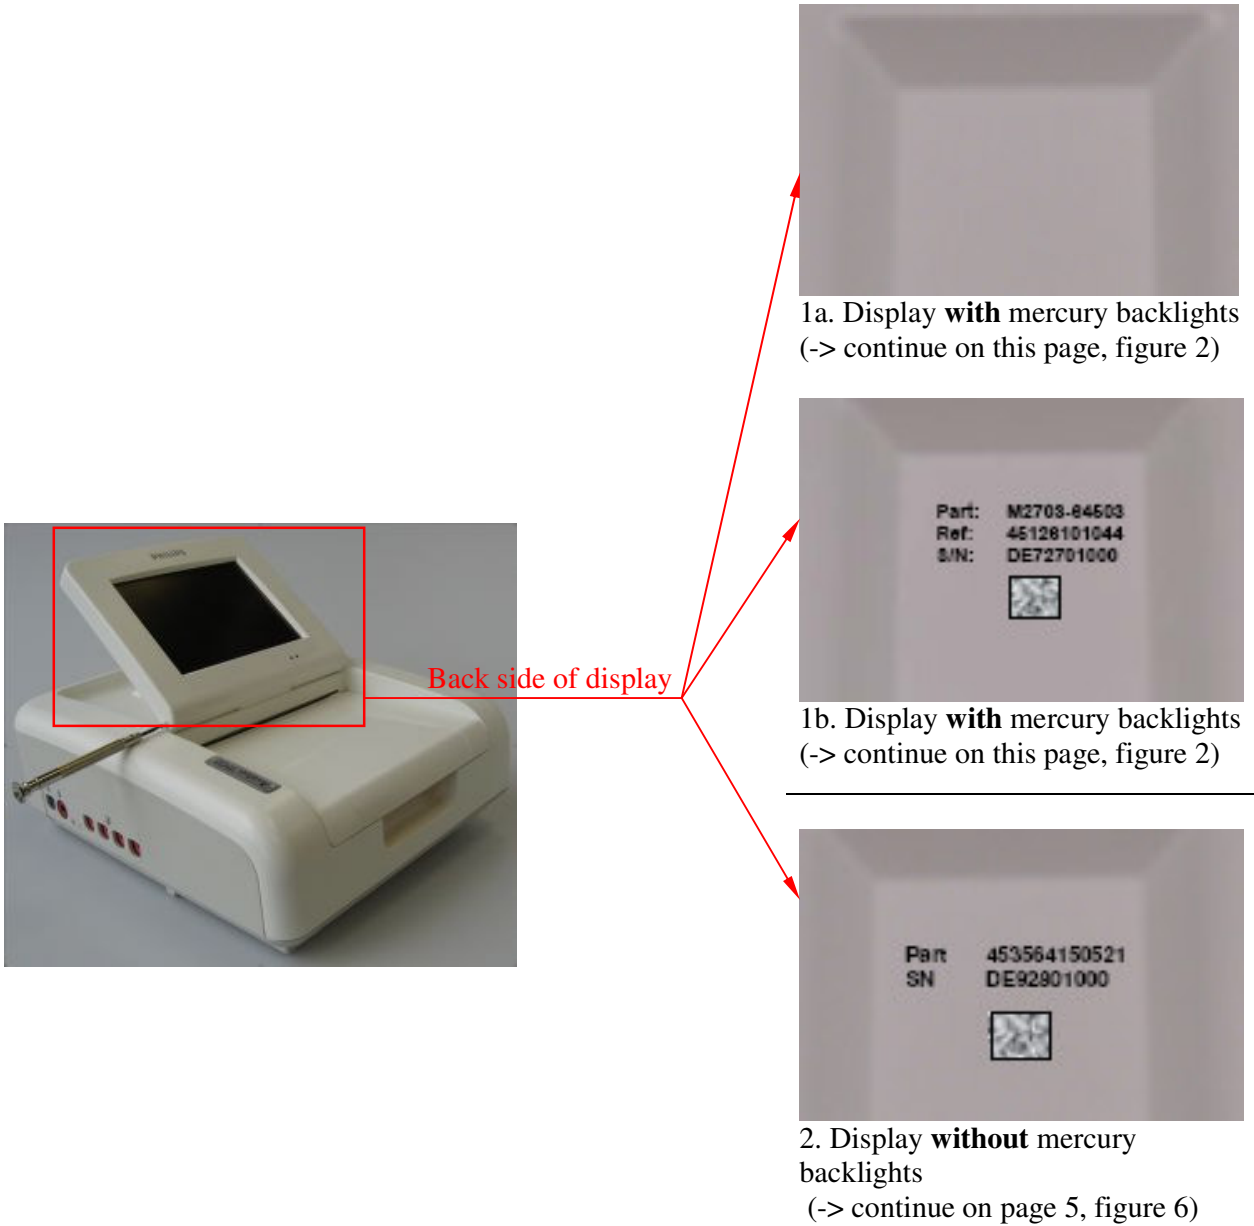 1a. Display with mercury backlights
(-> continue on this page, figure 2)
Part: M2703-64503
Ref: 45126101044
S/N: DE72701000
PHILIPS
Back side of display
1b. Display with mercury backlights
(-> continue on this page, figure 2)
Part 453564150521
SN DE92801000
2. Display without mercury
backlights
(-> continue on page 5, figure 6)